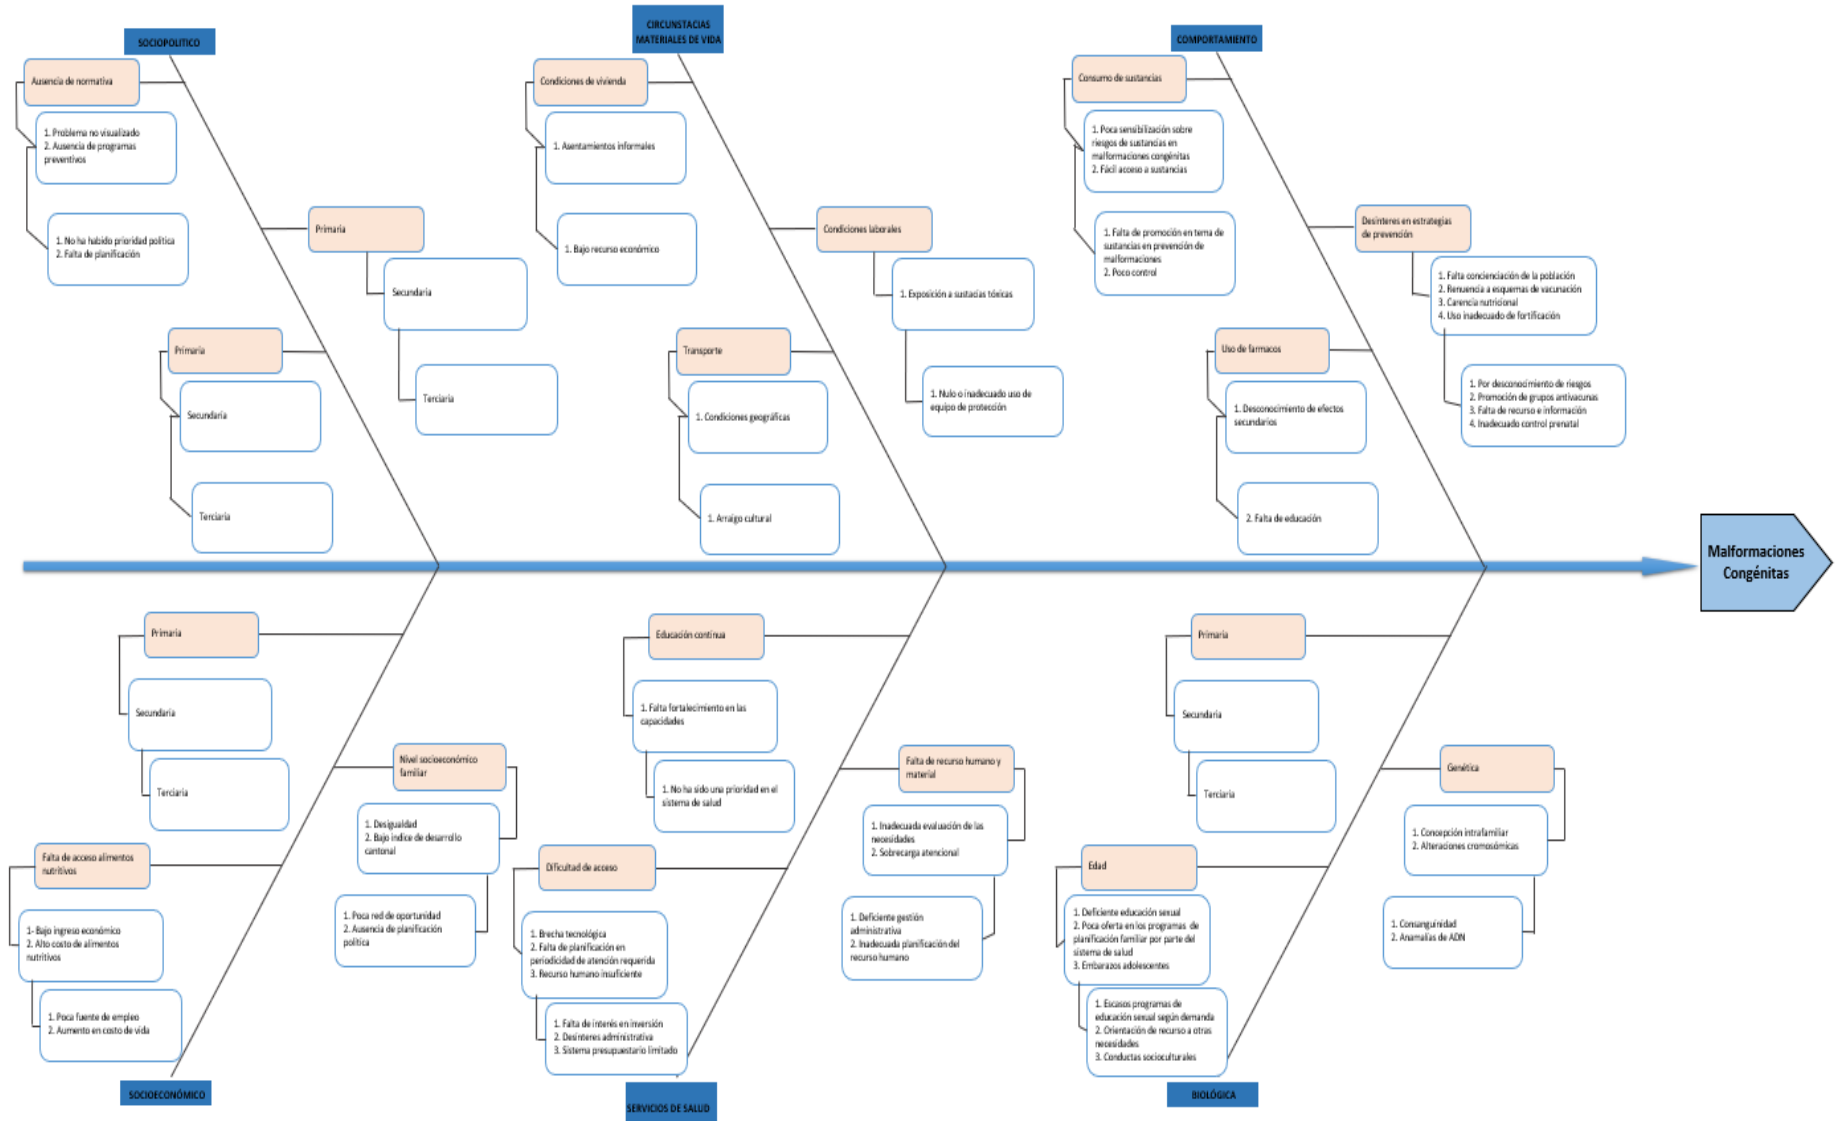 SOCIOPOLITICO
Ausencia de normativa
1. Problema no visualizado
2. Ausencia de programas
preventivos
1. No ha habido prioridad política
2. Falta de planificación
Primaria
Secundaria
Terciaria
Primaria
Secundaria
Terciaria
CIRCUNSTACIAS
MATERIALES DE VIDA
Condiciones de vivienda
1. Asentamientos informales
1. Bajo recurso económico
Condiciones laborales
1. Exposición a sustacias tóxicas
1. Nulo o inadecuado uso de
equipo de protección
Transporte
1. Condiciones geográficas
1. Arraigo cultural
COMPORTAMIENTO
Consumo de sustancias
1. Poca sensibilización sobre
riesgos de sustancias en
malformaciones congénitas
2. Fácil acceso a sustancias
1. Falta de promoción en tema de
sustancias en prevención de
malformaciones
2. Poco control
Desinteres en estrategias
de prevención
1. Falta concienciación de la población
2. Renuencia a esquemas de vacunación
3. Carencia nutricional
4. Uso inadecuado de fortificación
1. Por desconocimiento de riesgos
2. Promoción de grupos antivacunas
3. Falta de recurso e información
4. Inadecuado control prenatal
Uso de farmacos
1. Desconocimiento de efectos
secundarios
2. Falta de educación
Malformaciones
Congénitas
Primaria
Secundaria
Terciaria
Nivel socioeconómico
familiar
1. Desigualdad
2. Bajo indice de desarrollo
cantonal
1. Poca red de oportunidad
2. Ausencia de planificación
política
Falta de acceso alimentos
nutritivos
1- Bajo ingreso económico
2. Alto costo de alimentos
nutritivos
1. Poca fuente de empleo
2. Aumento en costo de vida
SOCIOECONÓMICO
Educación continua
1. Falta fortalecimiento en las
capacidades
1. No ha sido una prioridad en el
sistema de salud
Falta de recurso humano y
material
1. Inadecuada evaluación de las
necesidades
2. Sobrecarga atencional
1. Deficiente gestión
administrativa
2. Inadecuada planificación del
recurso humano
Dificultad de acceso
1. Brecha tecnológica
2. Falta de planificación en
periodicidad de atención requerida
3. Recurso humano insuficiente
1. Falta de interés en inversión
2. Desinteres administrativa
3. Sistema presupuestario limitado
SERVICIOS DE SALUD
Primaria
Secundaria
Terciaria
Genética
1. Concepción intrafamiliar
2. Alteraciones cromosómicas
1. Consanguinidad
2. Anamalías de ADN
Edad
1. Deficiente educación sexual
2. Poca oferta en los programas de
planificación familiar por parte del
sistema de salud
3. Embarazos adolescentes
1. Escasos programas de
educación sexual según demanda
2. Orientación de recurso a otras
necesidades
3. Conductas socioculturales
BIOLÓGICA